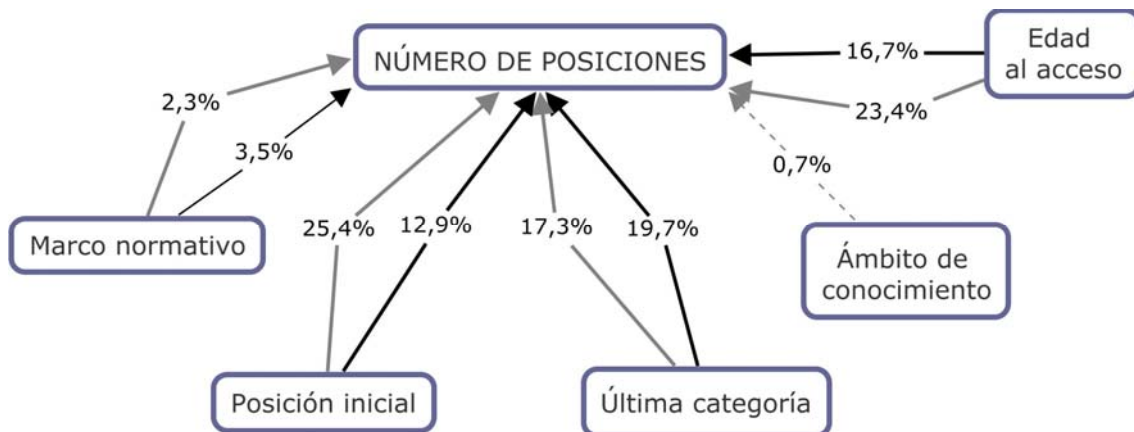 NÚMERO DE POSICIONES
16,7%
Edad
al acceso
2,3%
23,4%
3,5%
0,7%
Marco normativo
25,4%
12,9%
17,3%
19,7%
Ámbito de
conocimiento
Posición inicial
Última categoría